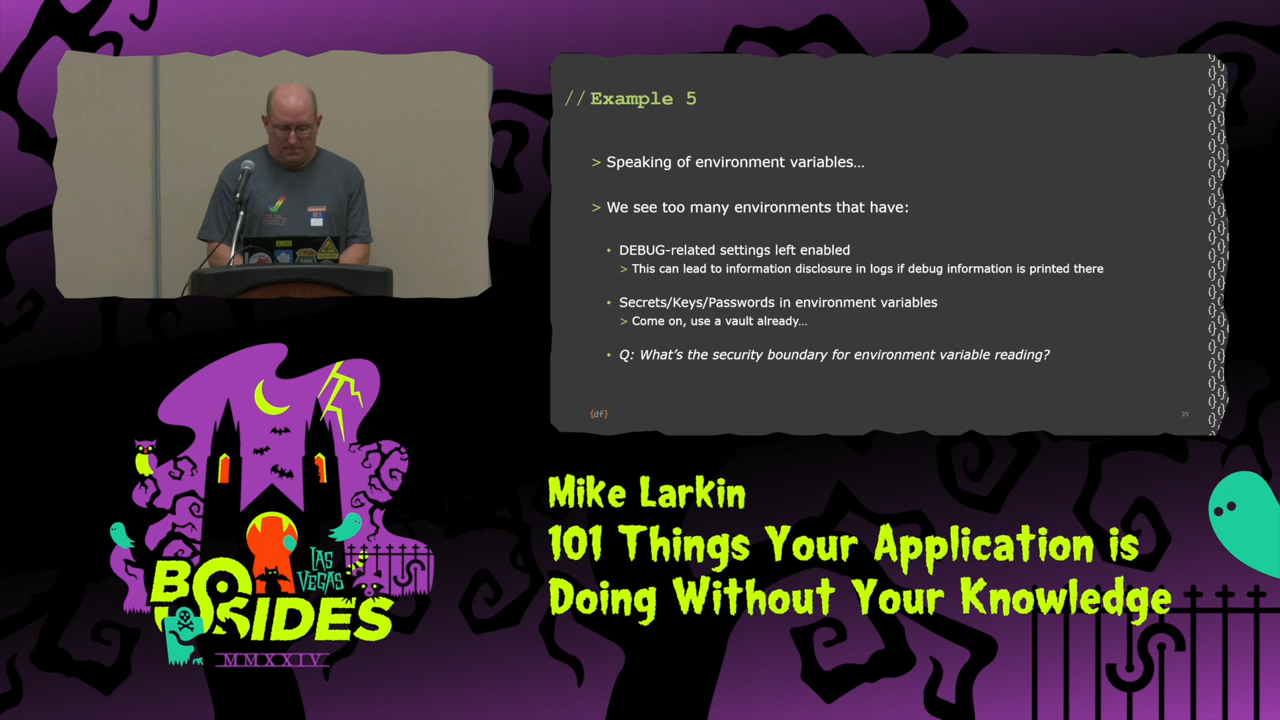 // Example 5
> Speaking of environment variables…
> We see too many environments that have:
• DEBUG-related settings left enabled
> This can lead to information disclosure in logs if debug information is printed there
• Secrets/Keys/Passwords in environment variables
> Come on, use a vault already…
• Q: What's the security boundary for environment variable reading?
{df}
35
LAS
VEGAS
BSIDES
MMXXIV
Mike Larkin
101 Things Your Application is
Doing Without Your Knowledge